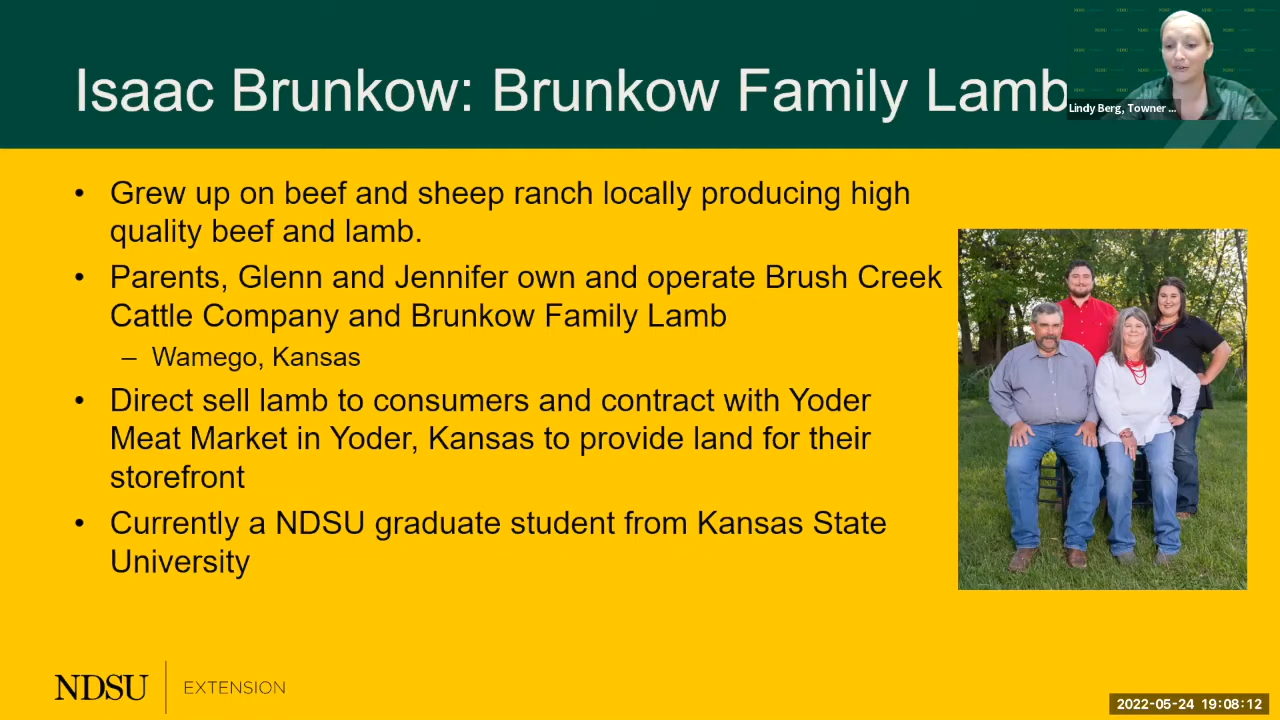 Isaac Brunkow: Brunkow Family Lamb
Lindy Berg, Towner ...
• Grew up on beef and sheep ranch locally producing high
quality beef and lamb.
• Parents, Glenn and Jennifer own and operate Brush Creek
Cattle Company and Brunkow Family Lamb
– Wamego, Kansas
• Direct sell lamb to consumers and contract with Yoder
Meat Market in Yoder, Kansas to provide land for their
storefront
• Currently a NDSU graduate student from Kansas State
University
NDSU EXTENSION
2022-05-24 19:08:12